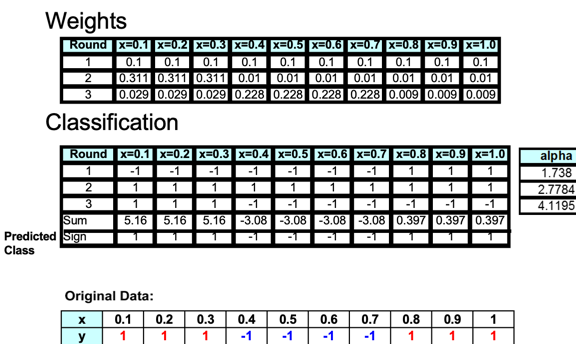 Weights
Round x=0.1 x=0.2 x=0.3 x=0.4 x=0.5 x=0.6 x=0.7 x=0.8 x=0.9 x=1.0
1 0.1 0.1 0.1 0.1 0.1 0.1 0.1 0.1 0.1 0.1
2 0.311 0.311 0.311 0.01 0.01 0.01 0.01 0.01 0.01 0.01
3 0.029 0.029 0.029 0.228 0.228 0.228 0.228 0.009 0.009 0.009
Classification
Round x=0.1 x=0.2 x=0.3 x=0.4 x=0.5 x=0.6 x=0.7 x=0.8 x=0.9 x=1.0 alpha
1 -1 -1 -1 -1 -1 -1 -1 1 1 1 1.738
2 1 1 1 1 1 1 1 1 1 1 2.7784
3 1 1 1 -1 -1 -1 -1 -1 -1 -1 4.1195
Sum 5.16 5.16 5.16 -3.08 -3.08 -3.08 -3.08 0.397 0.397 0.397
Predicted Class Sign 1 1 1 -1 -1 -1 -1 1 1 1
Original Data:
x 0.1 0.2 0.3 0.4 0.5 0.6 0.7 0.8 0.9 1
y 1 1 1 -1 -1 -1 -1 1 1 1